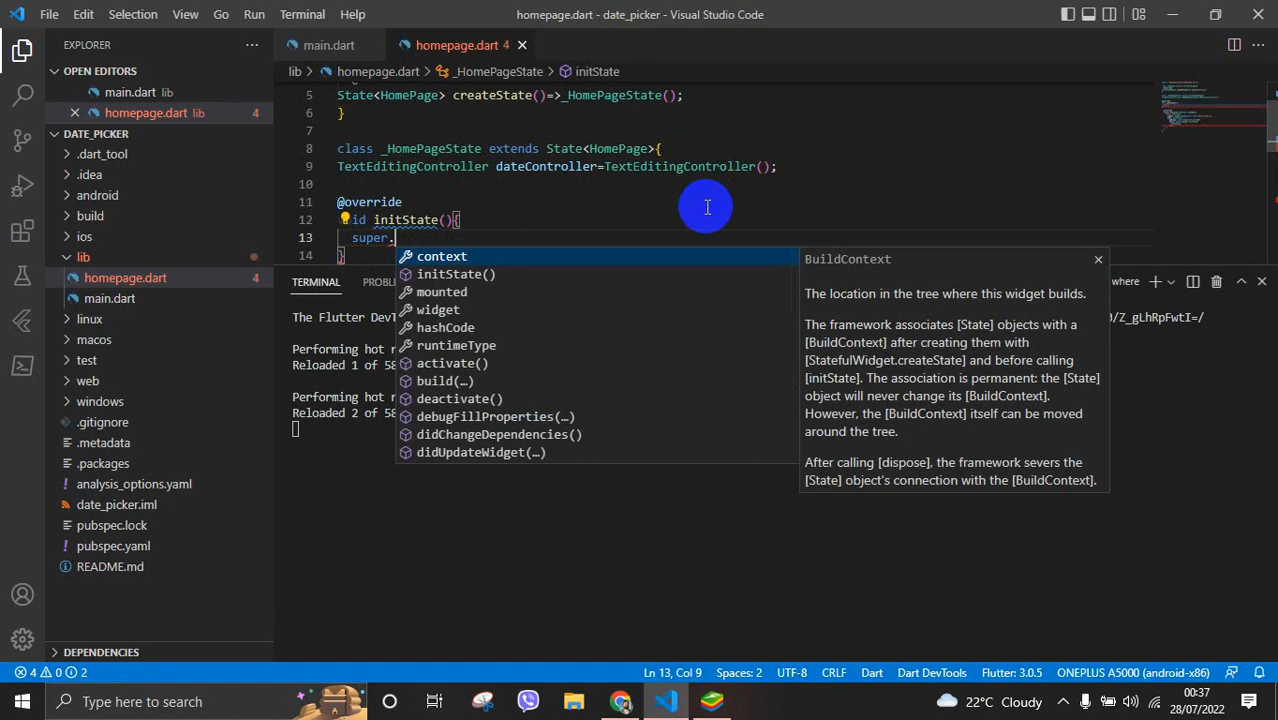 File Edit Selection View Go Run Terminal Help
homepage.dart - date_picker - Visual Studio Code
EXPLORER
main.dart
homepage.dart 4
OPEN EDITORS
main.dart lib
homepage.dart lib 4
DATE_PICKER
.dart_tool
.idea
android
build
ios
lib
homepage.dart 4
main.dart
linux
macos
test
web
windows
.gitignore
.metadata
.packages
analysis_options.yaml
date_picker.iml
pubspec.lock
pubspec.yaml
README.md
DEPENDENCIES
lib homepage.dart _HomePageState initState
5 State<HomePage> createState()=>_HomePageState();
6 }
7
8 class _HomePageState extends State<HomePage>{
9 TextEditingController dateController=TextEditingController();
10
11 @override
12 id initState(){
13 super.
14 }
context
initState()
mounted
widget
hashCode
runtimeType
activate()
build(…)
deactivate()
debugFillProperties(…)
didChangeDependencies()
didUpdateWidget(…)
BuildContext
The location in the tree where this widget builds.
The framework associates [State] objects with a
[BuildContext] after creating them with
[StatefulWidget.createState] and before calling
[initState]. The association is permanent: the [State]
object will never change its [BuildContext].
However, the [BuildContext] itself can be moved
around the tree.
After calling [dispose], the framework severs the
[State] object's connection with the [BuildContext].
TERMINAL
The Flutter DevT
/Z_gLhRpFwtI=/
Performing hot r
Reloaded 1 of 58
Performing hot r
Reloaded 2 of 58
4 0 2
Ln 13, Col 9 Spaces: 2 UTF-8 CRLF Dart Dart DevTools Flutter: 3.0.5 ONEPLUS A5000 (android-x86)
Type here to search
22°C Cloudy
00:37
28/07/2022